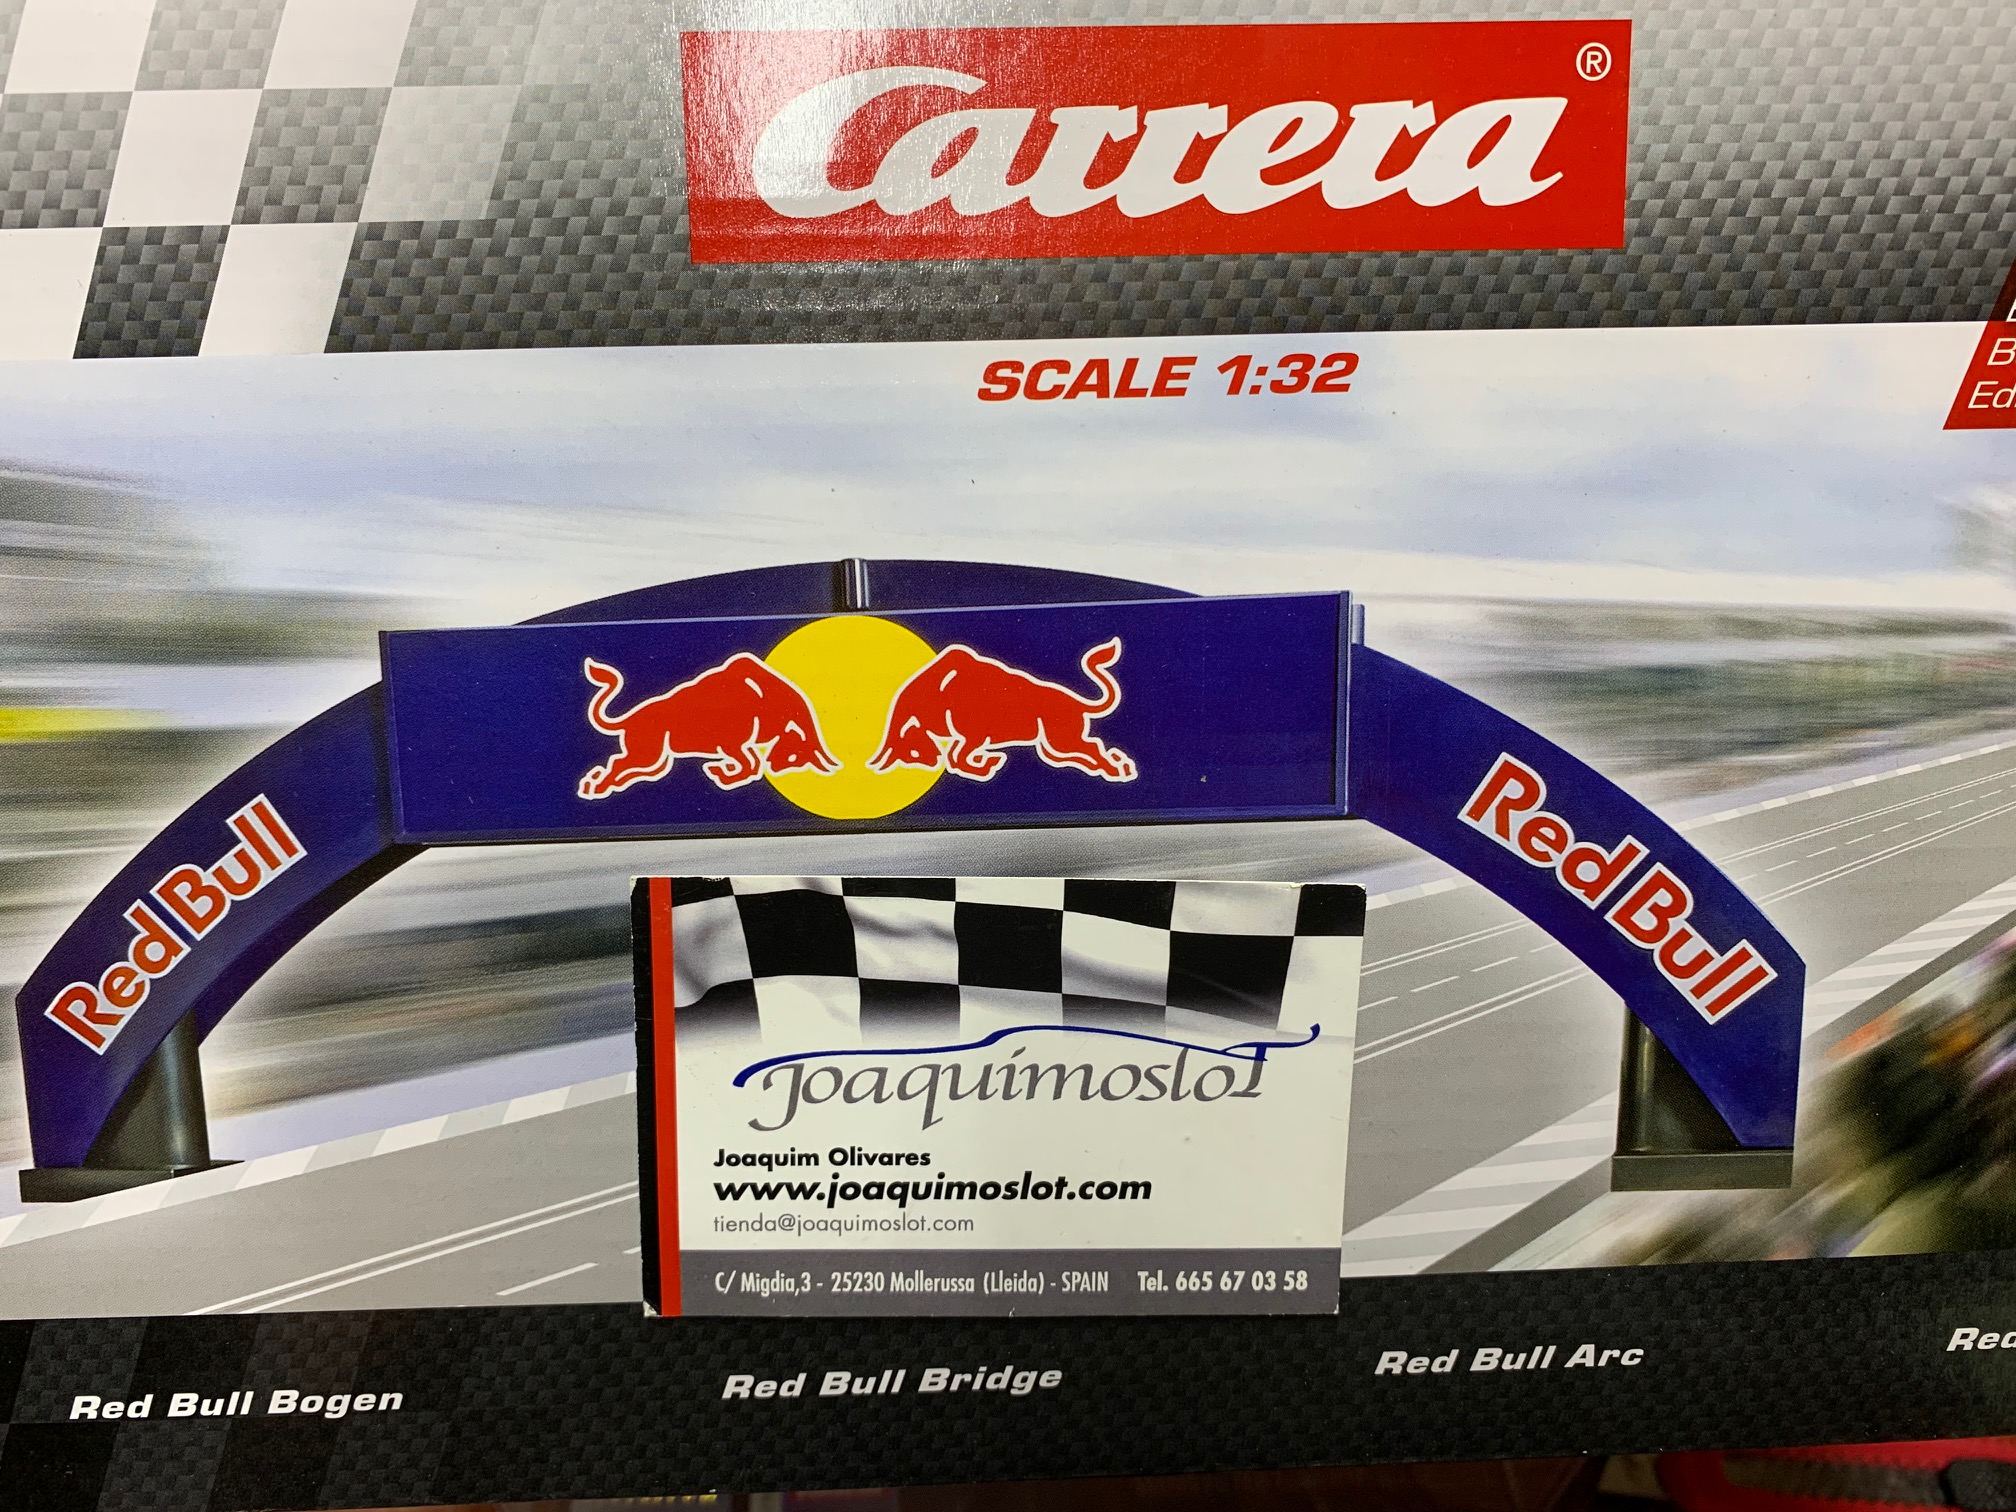 Carrera ®
SCALE 1:32
Red Bull
Red Bull
Joaquimoslot
Joaquim Olivares
www.joaquimoslot.com
tienda@joaquimoslot.com
C/ Migdia,3 - 25230 Mollerussa (Lleida) - SPAIN Tel. 665 67 03 58
Red Bull Bogen
Red Bull Bridge
Red Bull Arc